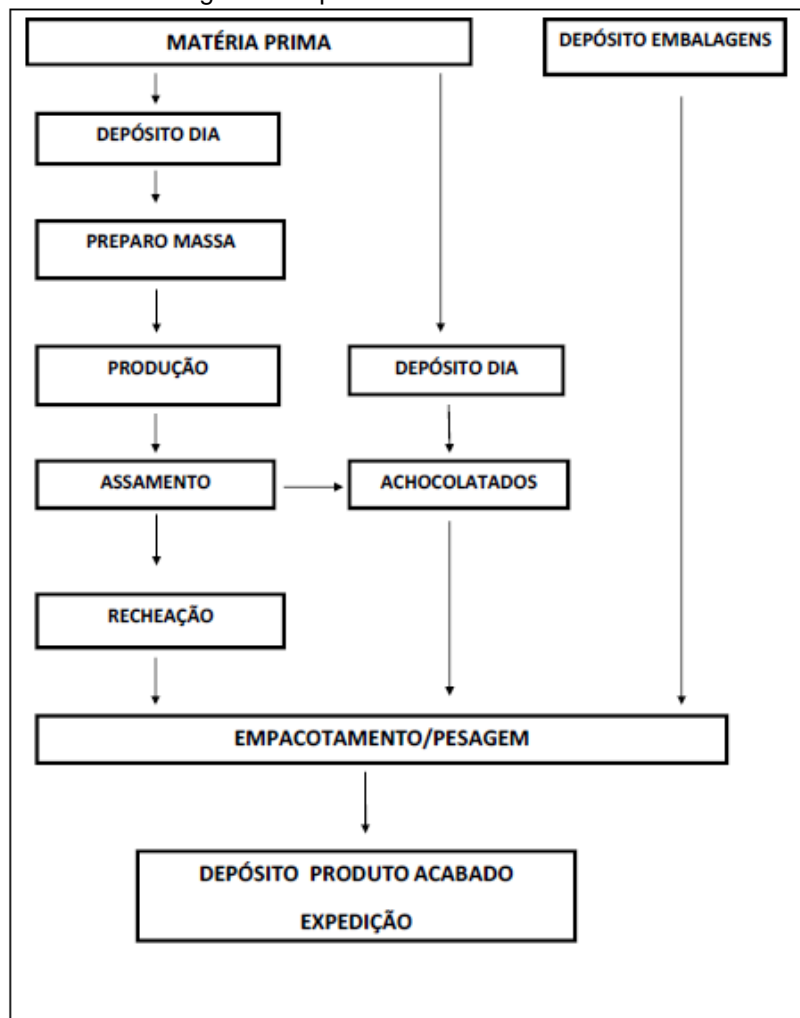 MATÉRIA PRIMA
DEPÓSITO EMBALAGENS
DEPÓSITO DIA
PREPARO MASSA
PRODUÇÃO
DEPÓSITO DIA
ASSAMENTO
ACHOCOLATADOS
RECHEAÇÃO
EMPACOTAMENTO/PESAGEM
DEPÓSITO PRODUTO ACABADO
EXPEDIÇÃO